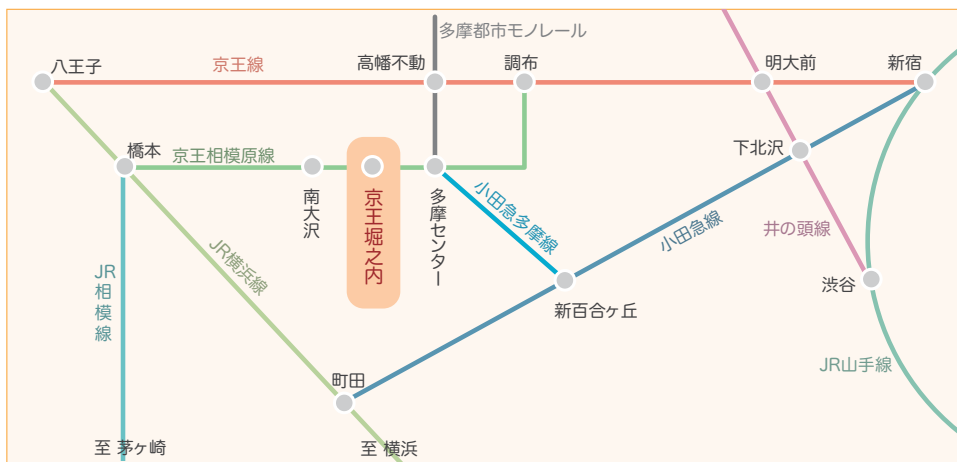 多摩都市モノレール
八王子
京王線
高幡不動
調布
明大前
新宿
橋本
京王相模原線
下北沢
南大沢
京王堀之内
多摩センター
小田急多摩線
小田急線
井の頭線
JR横浜線
JR相模線
渋谷
新百合ヶ丘
JR山手線
町田
至 茅ヶ崎
至 横浜